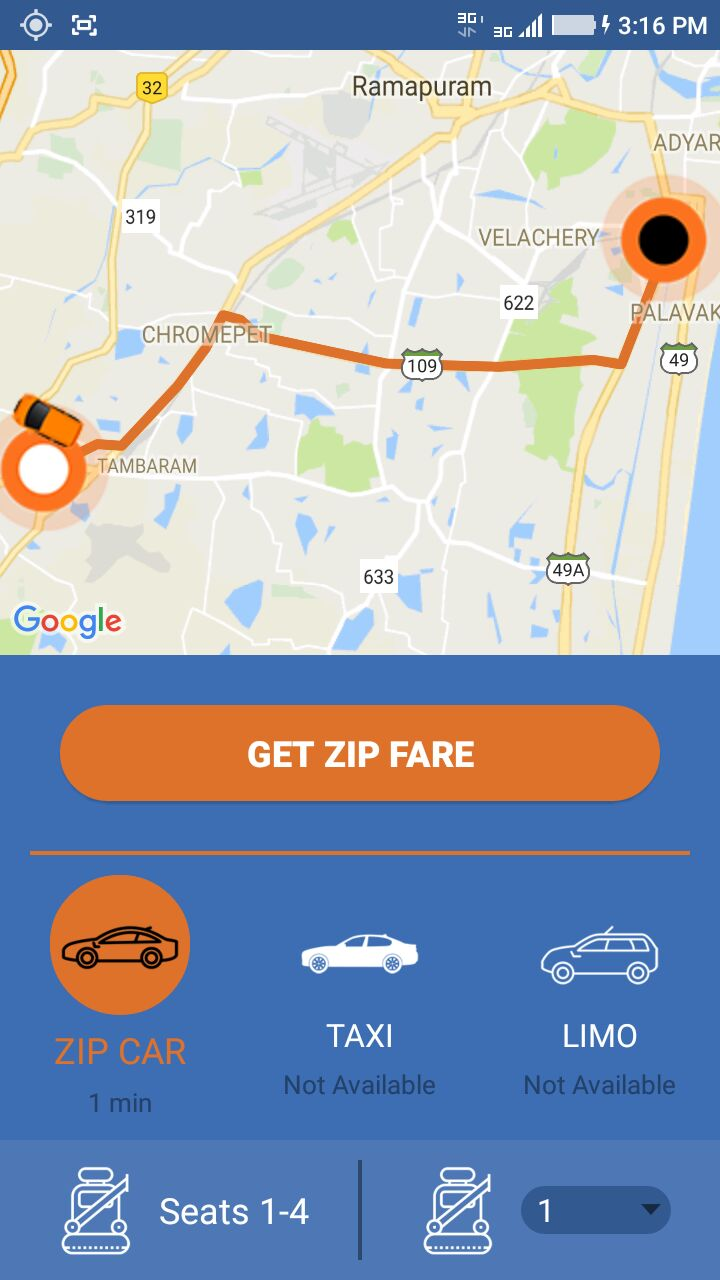 3G
3G
3:16 PM
32
Ramapuram
ADYAR
319
VELACHERY
622
PALAVAK
CHROMEPET
109
49
TAMBARAM
633
49A
Google
GET ZIP FARE
ZIP CAR
TAXI
LIMO
1 min
Not Available
Not Available
Seats 1-4
1